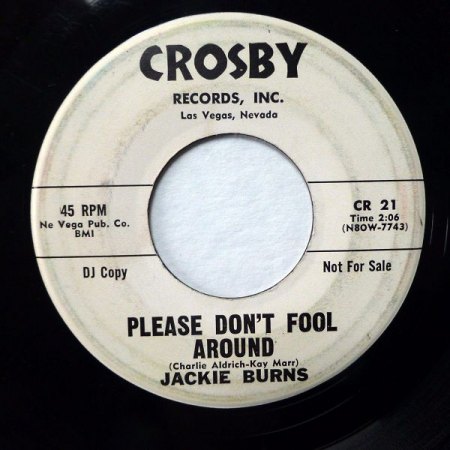 CROSBY
RECORDS, INC.
Las Vegas, Nevada
45 RPM
Ne Vega Pub. Co.
BMI
CR 21
Time 2:06
(N8OW-7743)
DJ Copy
Not For Sale
PLEASE DON'T FOOL
AROUND
(Charlie Aldrich-Kay Marr)
JACKIE BURNS